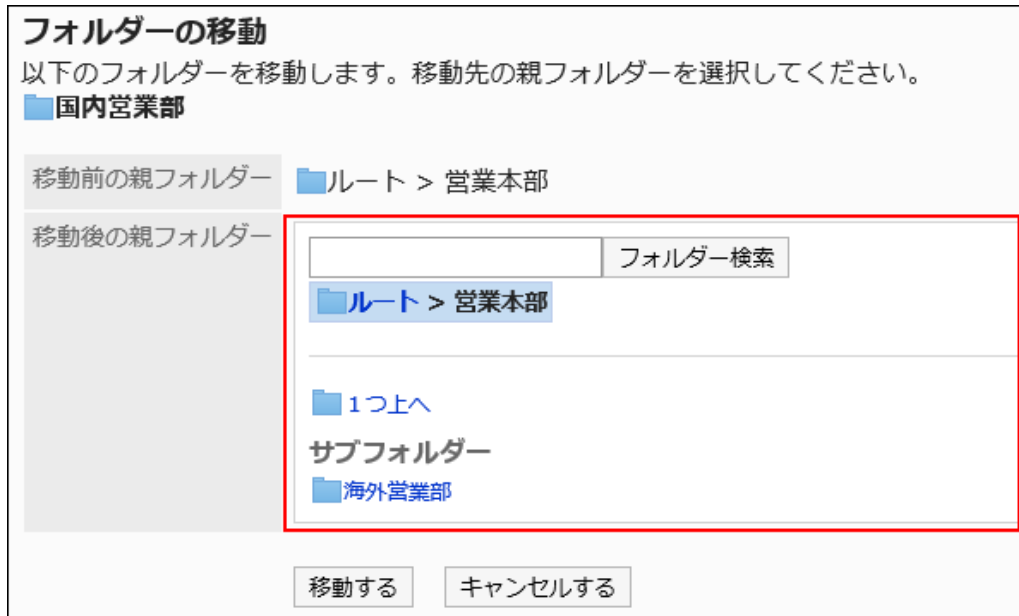 フォルダーの移動
以下のフォルダーを移動します。移動先の親フォルダーを選択してください。
国内営業部
移動前の親フォルダー ルート > 営業本部
移動後の親フォルダー
フォルダー検索
ルート > 営業本部
1つ上へ
サブフォルダー
海外営業部
移動する キャンセルする